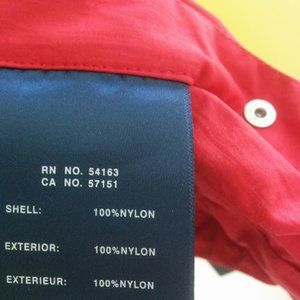 RN NO. 54163
CA NO. 57151
SHELL: 100%NYLON
EXTERIOR: 100%NYLON
EXTERIEUR: 100%NYLON